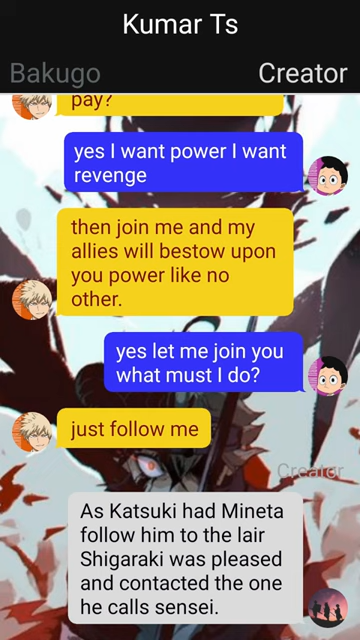 Kumar Ts
Bakugo
Creator
pay?
yes I want power I want
revenge
then join me and my
allies will bestow upon
you power like no
other.
yes let me join you
what must I do?
just follow me
Creator
As Katsuki had Mineta
follow him to the lair
Shigaraki was pleased
and contacted the one
he calls sensei.